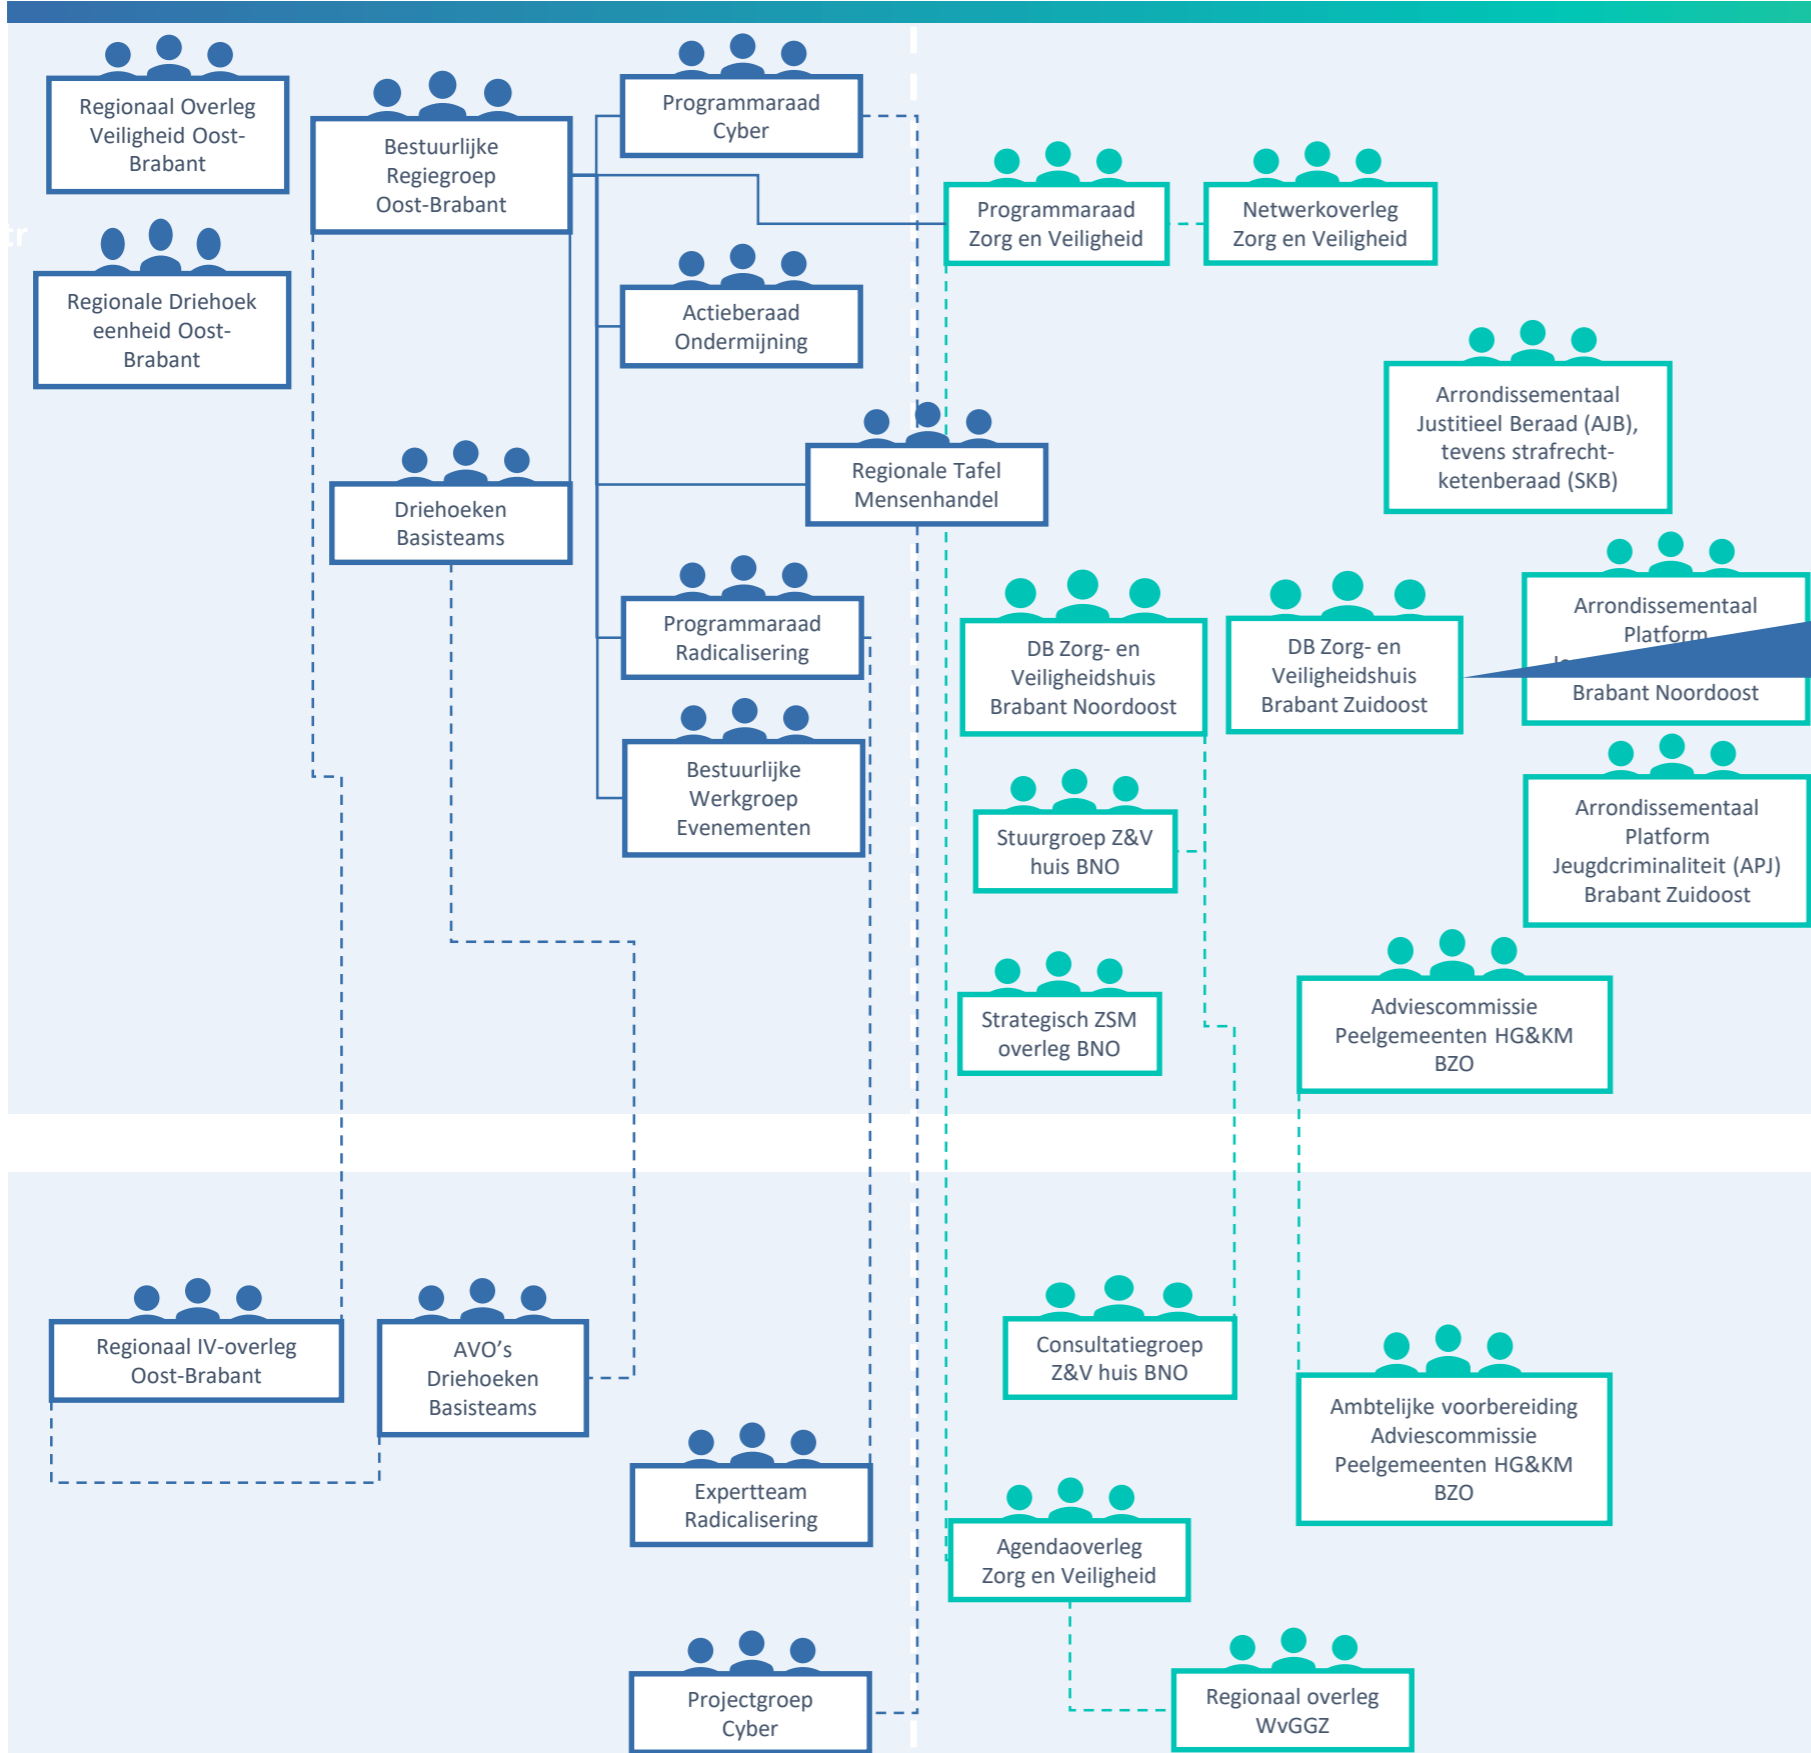 Regionaal Overleg
Veiligheid Oost-
Brabant
Bestuurlijke
Regiegroep
Oost-Brabant
Programmaraad
Cyber
Programmaraad
Zorg en Veiligheid
Netwerkoverleg
Zorg en Veiligheid
tr
Regionale Driehoek
eenheid Oost-
Brabant
Actieberaad
Ondermijning
Arrondissementaal
Justitieel Beraad (AJB),
tevens strafrecht-
ketenberaad (SKB)
Regionale Tafel
Mensenhandel
Driehoeken
Basisteams
Programmaraad
Radicalisering
DB Zorg- en
Veiligheidshuis
Brabant Noordoost
DB Zorg- en
Veiligheidshuis
Brabant Zuidoost
Arrondissementaal
Platform
Brabant Noordoost
Bestuurlijke
Werkgroep
Evenementen
Stuurgroep Z&V
huis BNO
Arrondissementaal
Platform
Jeugdcriminaliteit (APJ)
Brabant Zuidoost
Strategisch ZSM
overleg BNO
Adviescommissie
Peelgemeenten HG&KM
BZO
Regionaal IV-overleg
Oost-Brabant
AVO’s
Driehoeken
Basisteams
Consultatiegroep
Z&V huis BNO
Ambtelijke voorbereiding
Adviescommissie
Peelgemeenten HG&KM
BZO
Expertteam
Radicalisering
Agendaoverleg
Zorg en Veiligheid
Projectgroep
Cyber
Regionaal overleg
WvGGZ